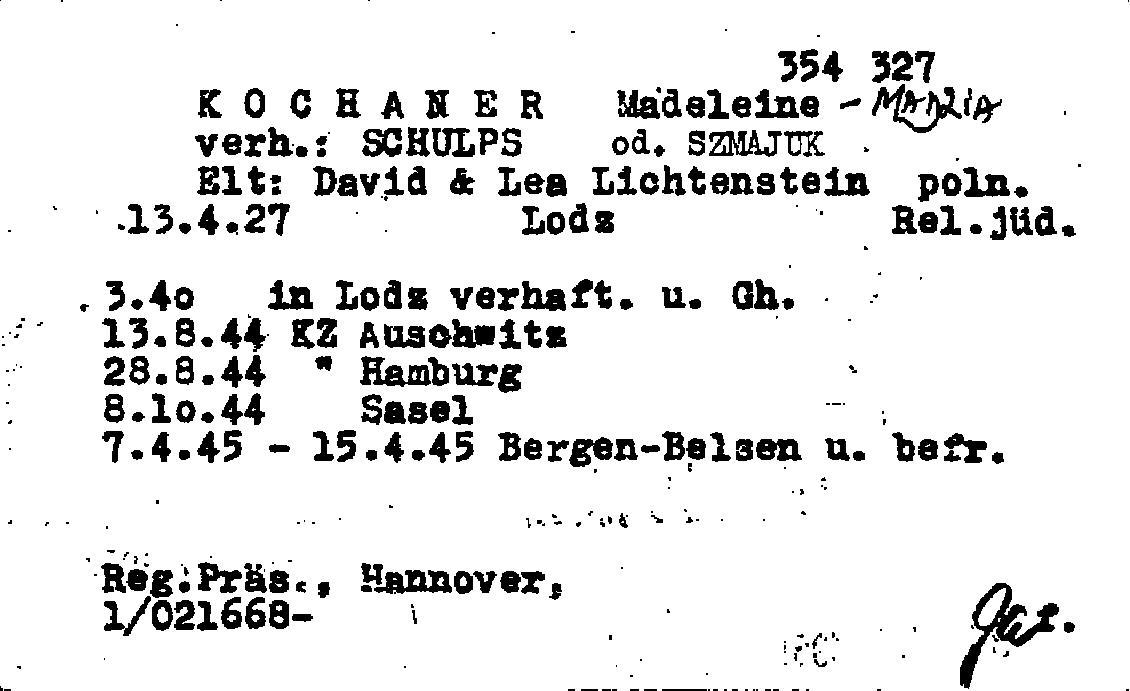 354 327
K O C H A N E R Madeleine - MANIA
verh.: SCHULPS od. SZMAJUK
Elt: David & Lea Lichtenstein poln.
13.4.27 Lodz Rel.jüd.
3.4o in Lodz verhaft. u. Gh.
13.8.44 KZ Auschwitz
28.8.44 " Hamburg
8.1o.44 Sasel
7.4.45 - 15.4.45 Bergen-Belsen u. befr.
Reg.Präs., Hannover,
1/021668-